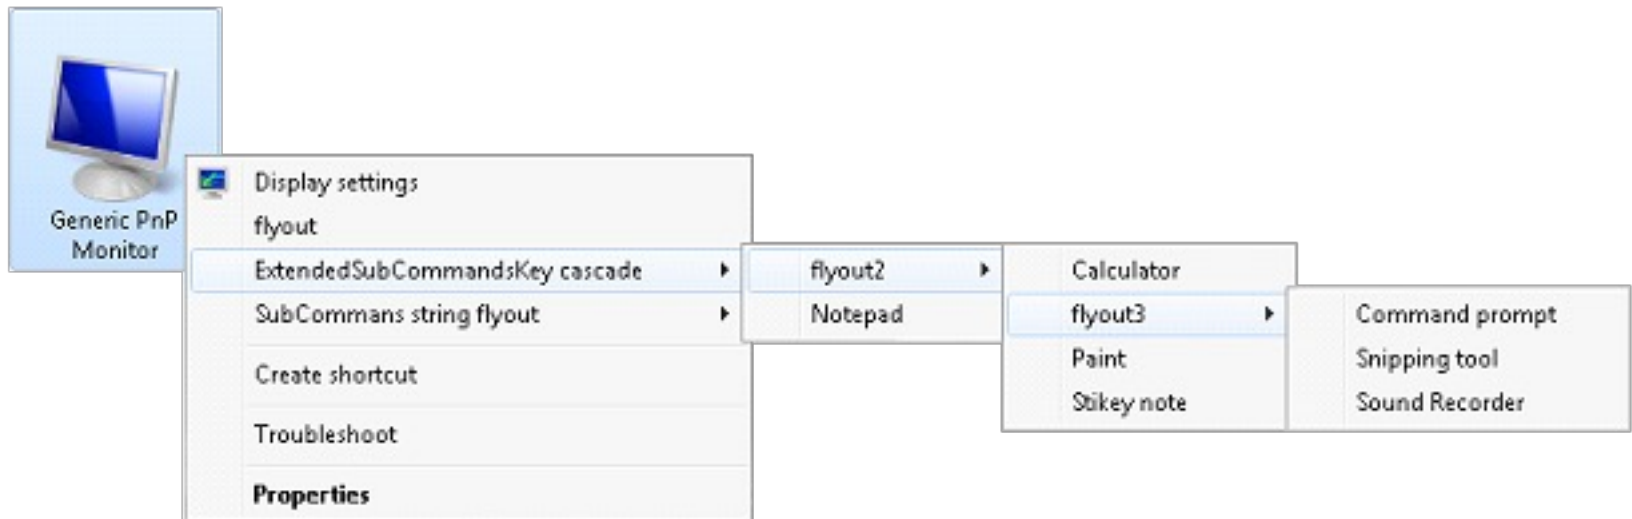 Generic PnP
Monitor
Display settings
flyout
ExtendedSubCommandsKey cascade
SubCommans string flyout
Create shortcut
Troubleshoot
Properties
flyout2
Notepad
Calculator
flyout3
Paint
Stikey note
Command prompt
Snipping tool
Sound Recorder